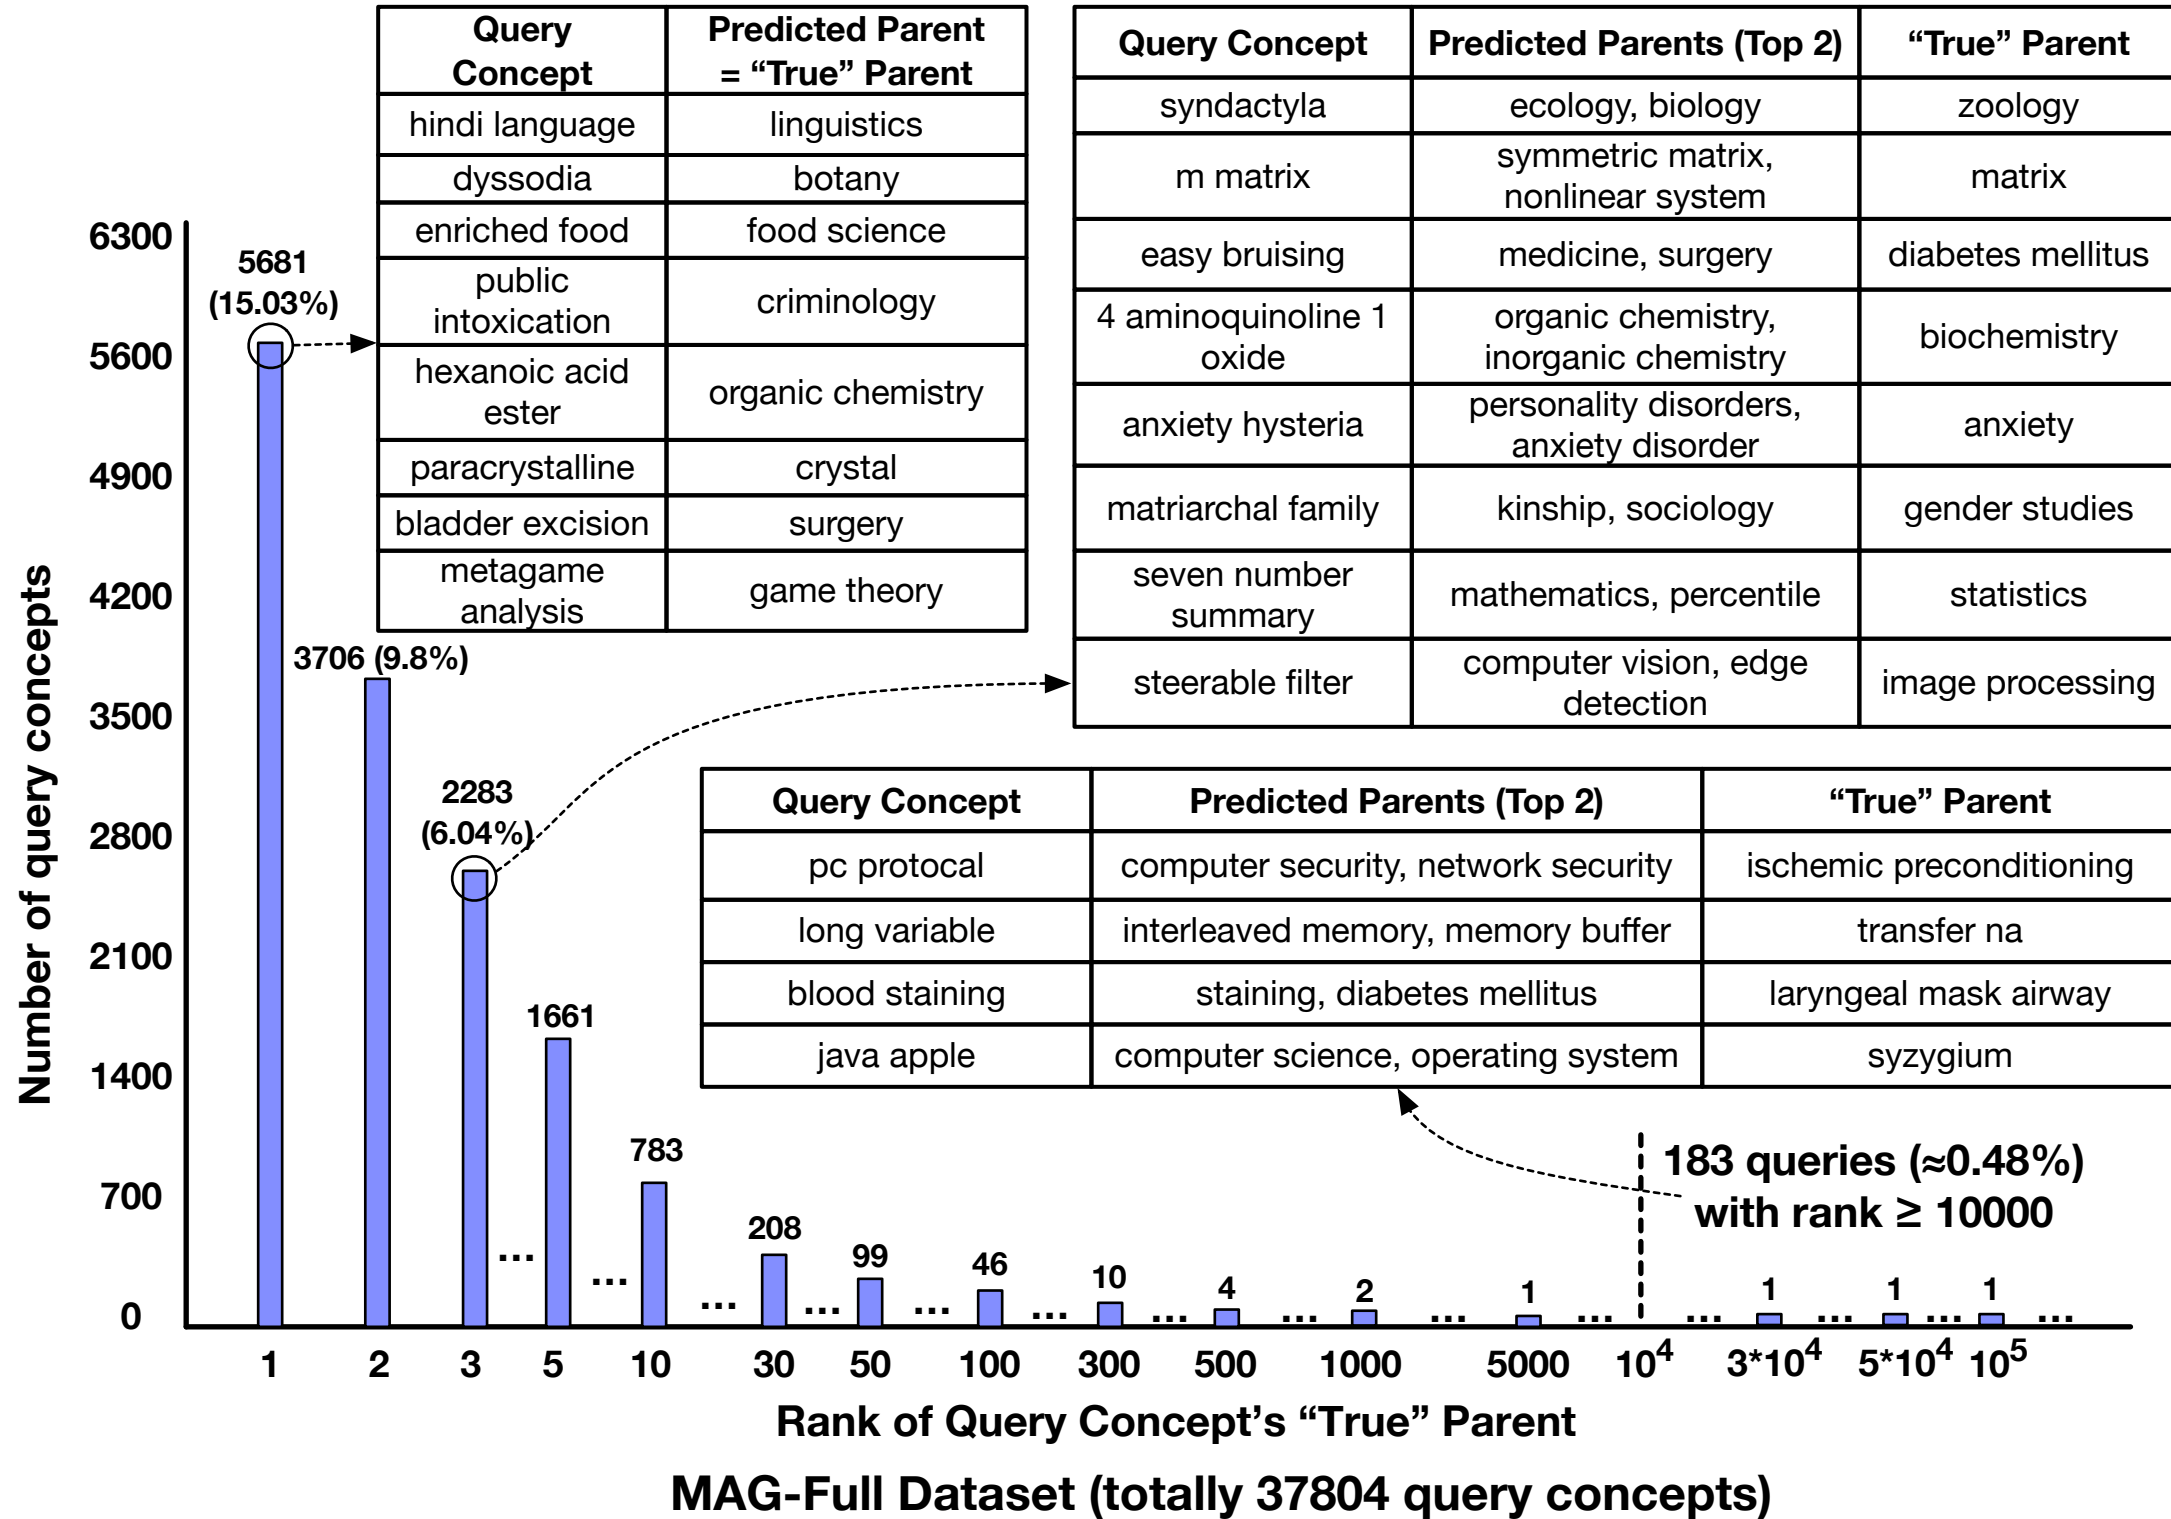 Query Concept
Predicted Parent = “True” Parent
hindi language
linguistics
dyssodia
botany
enriched food
food science
public intoxication
criminology
hexanoic acid ester
organic chemistry
paracrystalline
crystal
bladder excision
surgery
metagame analysis
game theory
Query Concept
Predicted Parents (Top 2)
“True” Parent
syndactyla
ecology, biology
zoology
m matrix
symmetric matrix, nonlinear system
matrix
easy bruising
medicine, surgery
diabetes mellitus
4 aminoquinoline 1 oxide
organic chemistry, inorganic chemistry
biochemistry
anxiety hysteria
personality disorders, anxiety disorder
anxiety
matriarchal family
kinship, sociology
gender studies
seven number summary
mathematics, percentile
statistics
steerable filter
computer vision, edge detection
image processing
Query Concept
Predicted Parents (Top 2)
“True” Parent
pc protocal
computer security, network security
ischemic preconditioning
long variable
interleaved memory, memory buffer
transfer na
blood staining
staining, diabetes mellitus
laryngeal mask airway
java apple
computer science, operating system
syzygium
Number of query concepts
6300
5600
4900
4200
3500
2800
2100
1400
700
0
5681
(15.03%)
3706 (9.8%)
2283
(6.04%)
1661
783
208
99
46
10
4
2
1
1
1
1
... ... ... ... ... ... ... ... ... ... ... ... ... ...
183 queries (≈0.48%)
with rank ≥ 10000
1 2 3 5 10 30 50 100 300 500 1000 5000 10⁴ 3*10⁴ 5*10⁴ 10⁵
Rank of Query Concept’s “True” Parent
MAG-Full Dataset (totally 37804 query concepts)